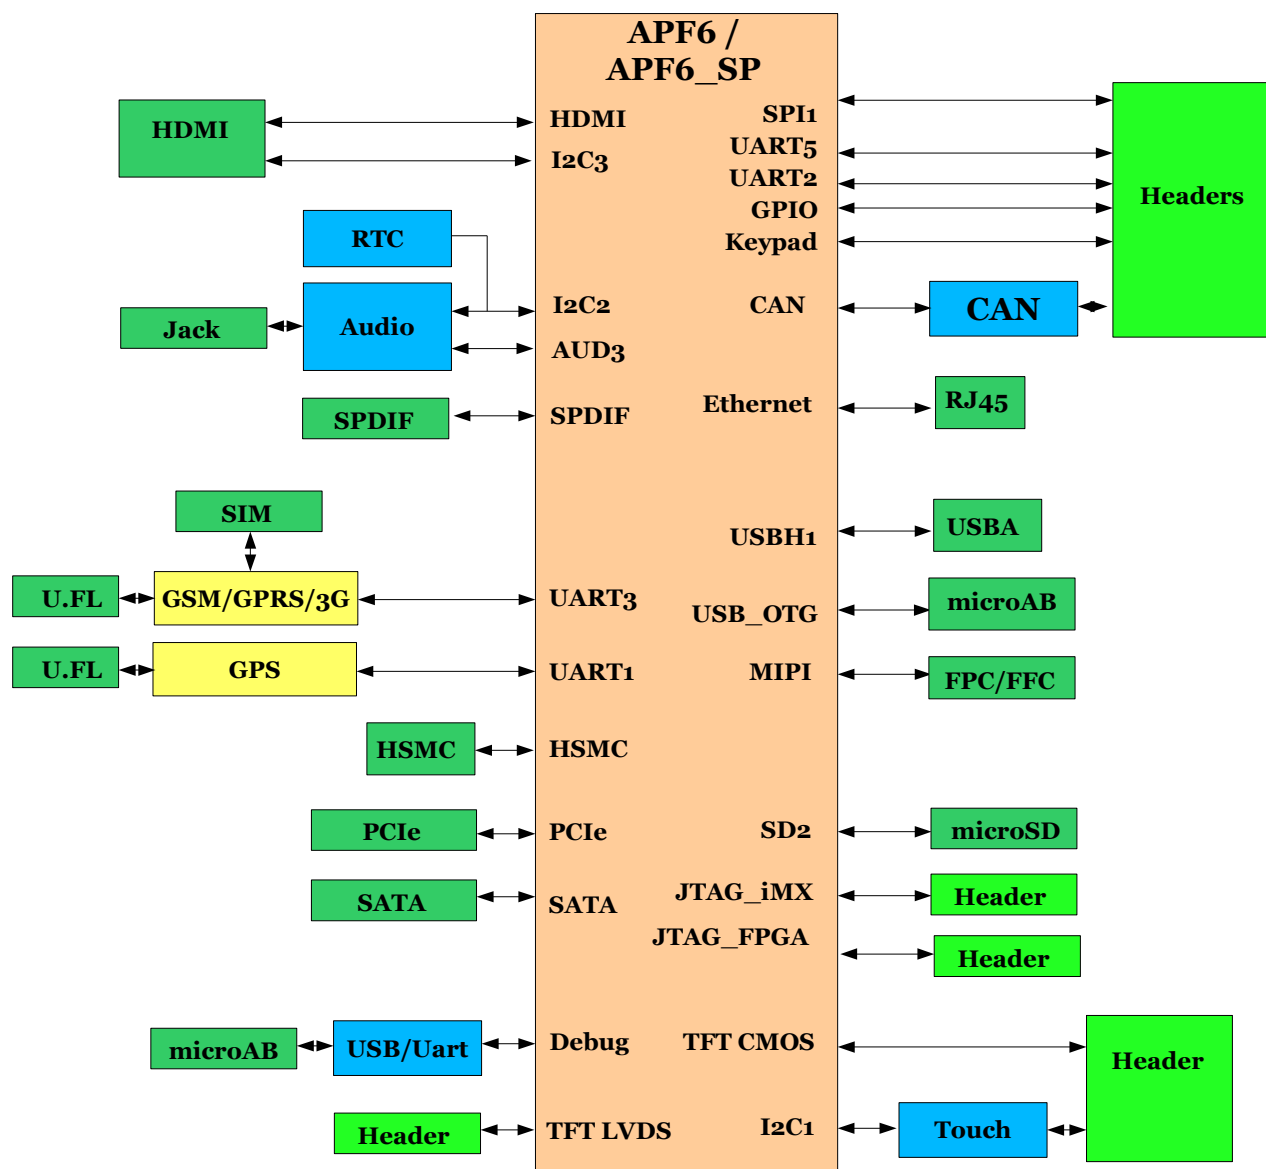 APF6 /
APF6_SP
HDMI
HDMI
I2C3
RTC
Jack
Audio
I2C2
AUD3
SPDIF
SPDIF
SIM
U.FL
GSM/GPRS/3G
UART3
U.FL
GPS
UART1
HSMC
HSMC
PCIe
PCIe
SATA
SATA
microAB
USB/Uart
Debug
Header
TFT LVDS
SPI1
UART5
UART2
GPIO
Keypad
Headers
CAN
CAN
Ethernet
RJ45
USBH1
USBA
USB_OTG
microAB
MIPI
FPC/FFC
SD2
microSD
JTAG_iMX
Header
JTAG_FPGA
Header
TFT CMOS
Header
I2C1
Touch